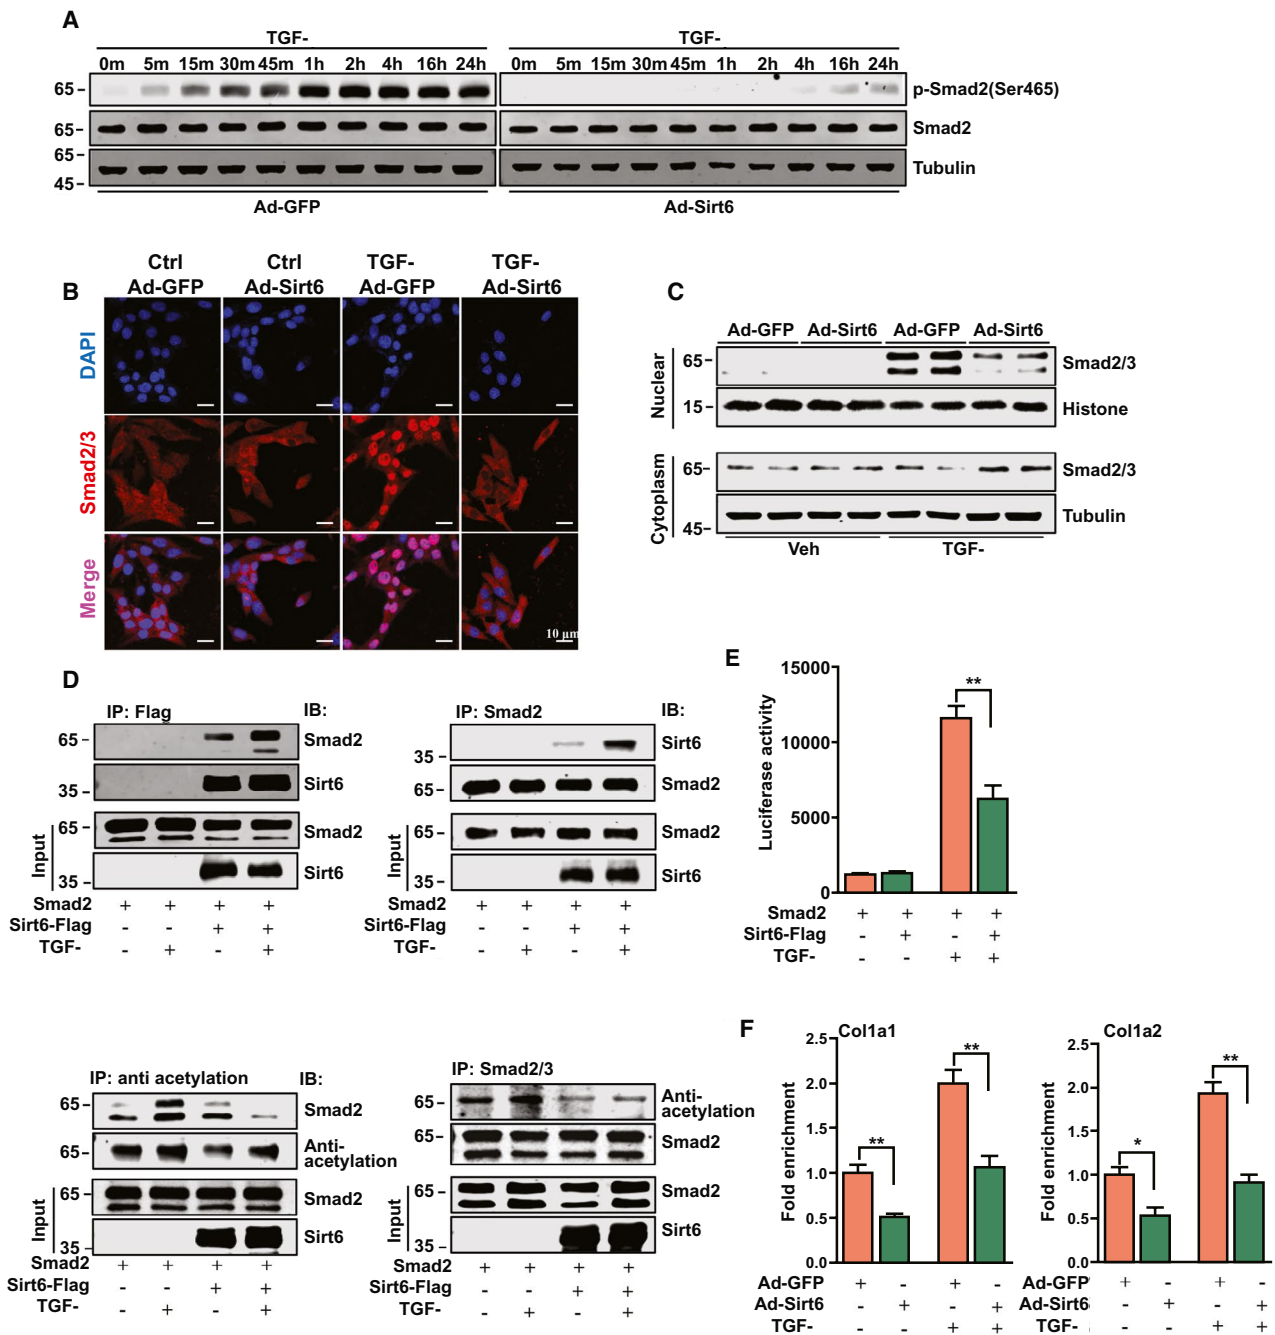 A
TGF- TGF-
0m 5m 15m 30m 45m 1h 2h 4h 16h 24h 0m 5m 15m 30m 45m 1h 2h 4h 16h 24h
65 p-Smad2(Ser465)
65 Smad2
65 Tubulin
45
Ad-GFP Ad-Sirt6
B
Ctrl Ctrl TGF- TGF-
Ad-GFP Ad-Sirt6 Ad-GFP Ad-Sirt6
DAPI
Smad2/3
Merge
10 µm
C
Ad-GFP Ad-Sirt6 Ad-GFP Ad-Sirt6
Nuclear
65 Smad2/3
15 Histone
Cytoplasm
65 Smad2/3
45 Tubulin
Veh TGF-
D
IP: Flag IB:
65 Smad2
35 Sirt6
Input
65 Smad2
35 Sirt6
Smad2 + + + +
Sirt6-Flag - - + +
TGF- - + - +
IP: Smad2 IB:
35 Sirt6
65 Smad2
Input
65 Smad2
35 Sirt6
+ + + +
- - + +
- + - +
E
Luciferase activity
15000
10000
5000
0
**
Smad2 + + + +
Sirt6-Flag - + - +
TGF- - - + +
IP: anti acetylation IB:
65 Smad2
65 Anti-
acetylation
Input
65 Smad2
35 Sirt6
Smad2 + + + +
Sirt6-Flag - - + +
TGF- - + - +
IP: Smad2/3
65 Anti-
acetylation
65 Smad2
Input
65 Smad2
35 Sirt6
Smad2 + + + +
Sirt6-Flag - - + +
TGF- - + - +
F
Col1a1
Fold enrichment
2.5
2.0
1.5
1.0
0.5
0.0
** **
Ad-GFP + - + -
Ad-Sirt6 - + - +
TGF- - - + +
Col1a2
Fold enrichment
2.5
2.0
1.5
1.0
0.5
0.0
* **
Ad-GFP + - + -
Ad-Sirt6 - + - +
TGF- - - + +